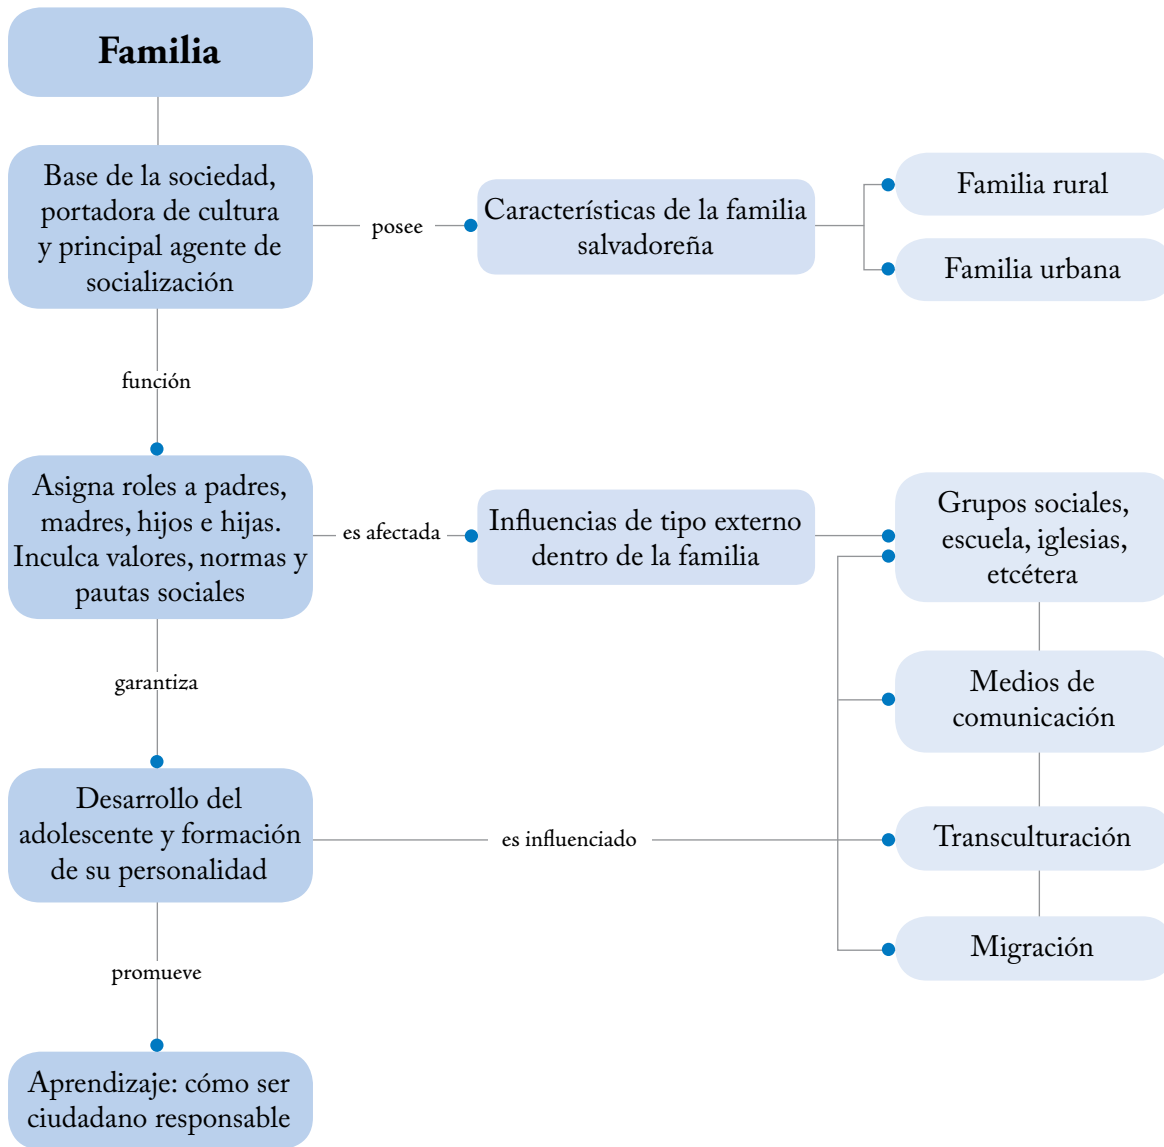 Familia
Base de la sociedad,
portadora de cultura
y principal agente de
socialización
posee
Características de la familia
salvadoreña
Familia rural
Familia urbana
función
Asigna roles a padres,
madres, hijos e hijas.
Inculca valores, normas y
pautas sociales
es afectada
Influencias de tipo externo
dentro de la familia
Grupos sociales,
escuela, iglesias,
etcétera
garantiza
Medios de
comunicación
Desarrollo del
adolescente y formación
de su personalidad
es influenciado
Transculturación
Migración
promueve
Aprendizaje: cómo ser
ciudadano responsable